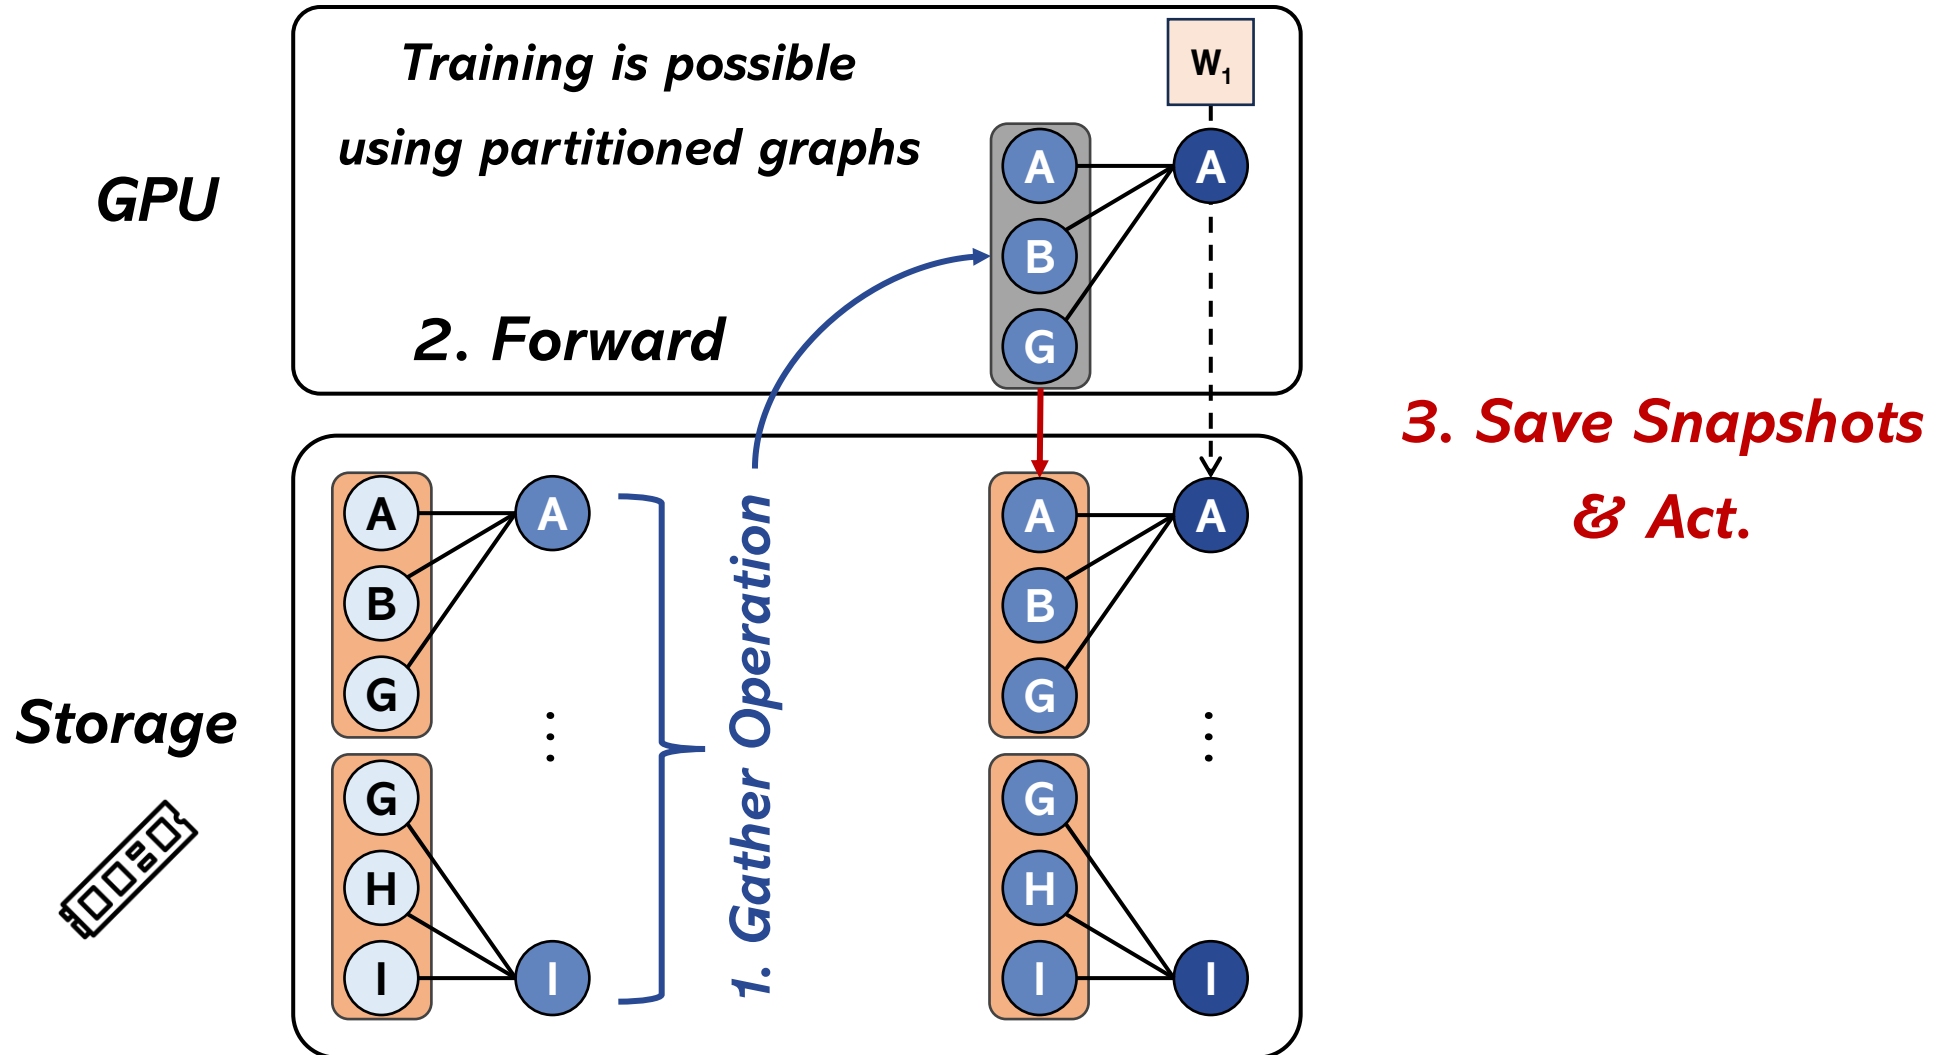 Training is possible
using partitioned graphs
W1
GPU
A
A
B
G
2. Forward
3. Save Snapshots
& Act.
Storage
A
A
B
G
G
H
I
I
1. Gather Operation
A
A
B
G
G
H
I
I